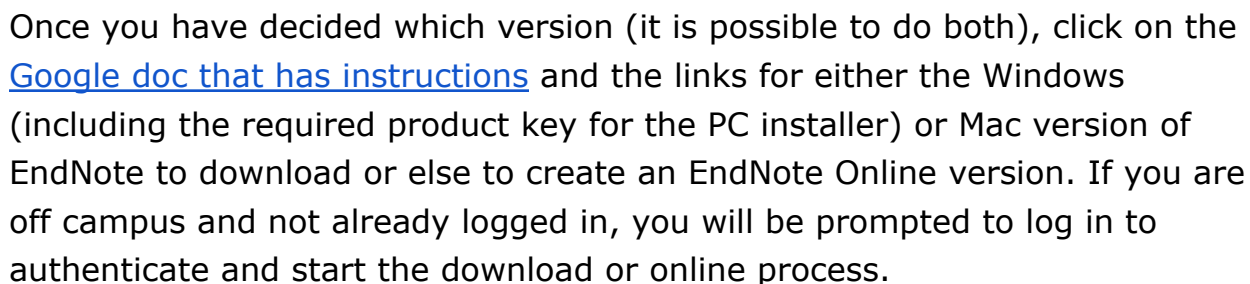 Once you have decided which version (it is possible to do both), click on the
Google doc that has instructions and the links for either the Windows
(including the required product key for the PC installer) or Mac version of
EndNote to download or else to create an EndNote Online version. If you are
off campus and not already logged in, you will be prompted to log in to
authenticate and start the download or online process.